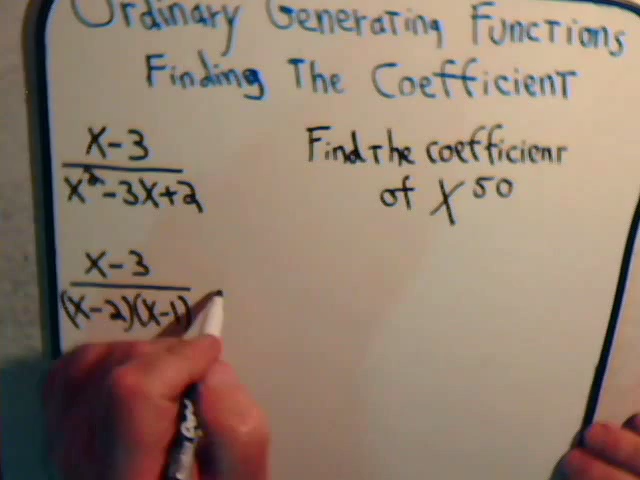 Ordinary Generating Functions
Finding The Coefficient
x-3
x²-3x+2
Find the coefficient
of x⁵⁰
x-3
(x-2)(x-1)